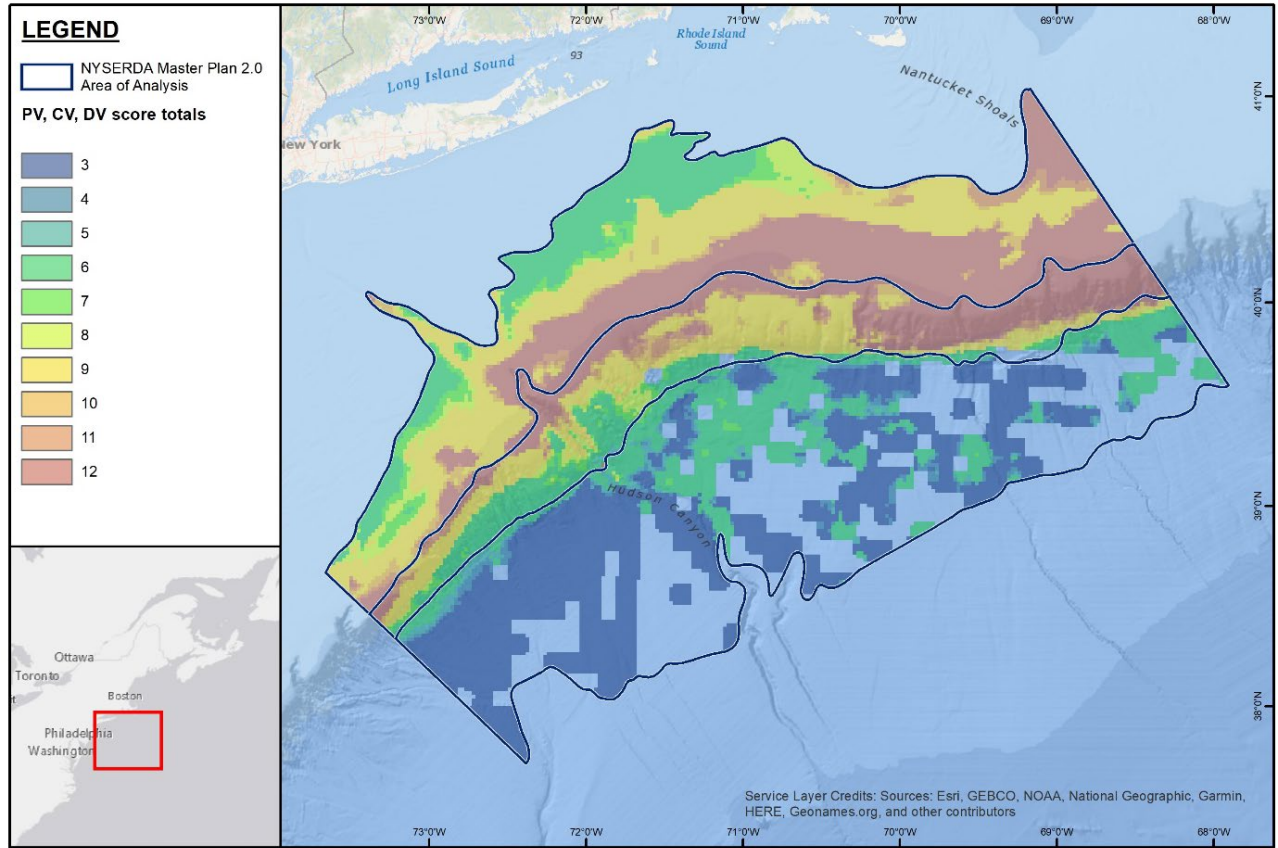 LEGEND
NYSERDA Master Plan 2.0
Area of Analysis
PV, CV, DV score totals
3
4
5
6
7
8
9
10
11
12
73°0'W
72°0'W
71°0'W
70°0'W
69°0'W
68°0'W
Rhode Island
Sound
93
Long Island Sound
Nantucket Shoals
New York
41°0'N
40°0'N
39°0'N
38°0'N
Hudson Canyon
Ottawa
Toronto
Boston
Philadelphia
Washington
Service Layer Credits: Sources: Esri, GEBCO, NOAA, National Geographic, Garmin,
HERE, Geonames.org, and other contributors
73°0'W
72°0'W
71°0'W
70°0'W
69°0'W
68°0'W